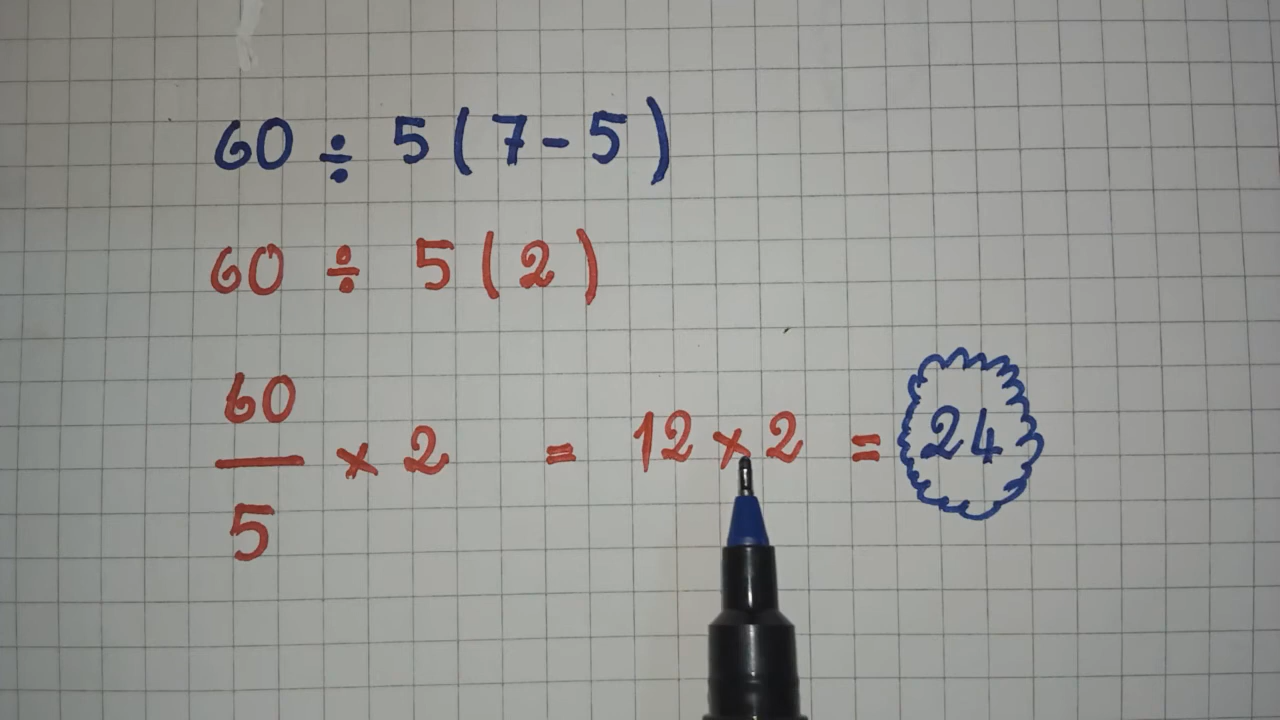 60 ÷ 5 ( 7 - 5 )
60 ÷ 5 ( 2 )
60/5 × 2 = 12 × 2 = 24